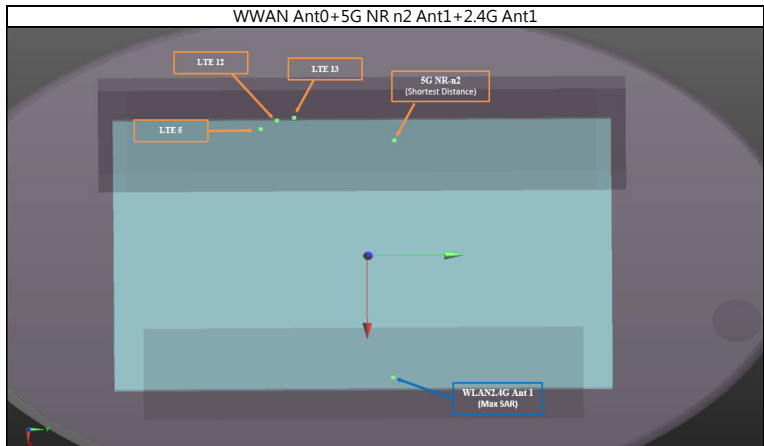 WWAN Ant0+5G NR n2 Ant1+2.4G Ant1
LTE 12
LTE 13
5G NR-n2
(Shortest Distance)
LTE 5
WLAN2.4G Ant 1
(Max SAR)